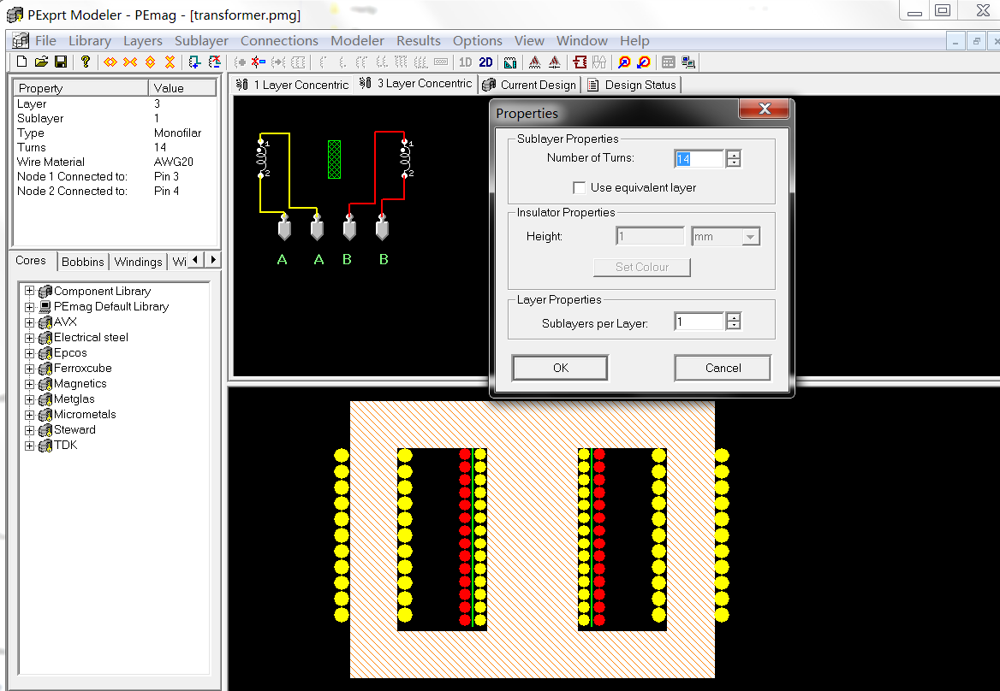 PExprt Modeler - PEmag - [transformer.pmg]
File Library Layers Sublayer Connections Modeler Results Options View Window Help
1D 2D
Property Value
Layer 3
Sublayer 1
Type Monofilar
Turns 14
Wire Material AWG20
Node 1 Connected to: Pin 3
Node 2 Connected to: Pin 4
Cores Bobbins Windings Wi
Component Library
PEmag Default Library
AVX
Electrical steel
Epcos
Ferroxcube
Magnetics
Metglas
Micrometals
Steward
TDK
1 Layer Concentric 3 Layer Concentric Current Design Design Status
1 1
2 2
A A B B
Properties
Sublayer Properties
Number of Turns: 14
Use equivalent layer
Insulator Properties
Height: 1 mm
Set Colour
Layer Properties
Sublayers per Layer: 1
OK Cancel